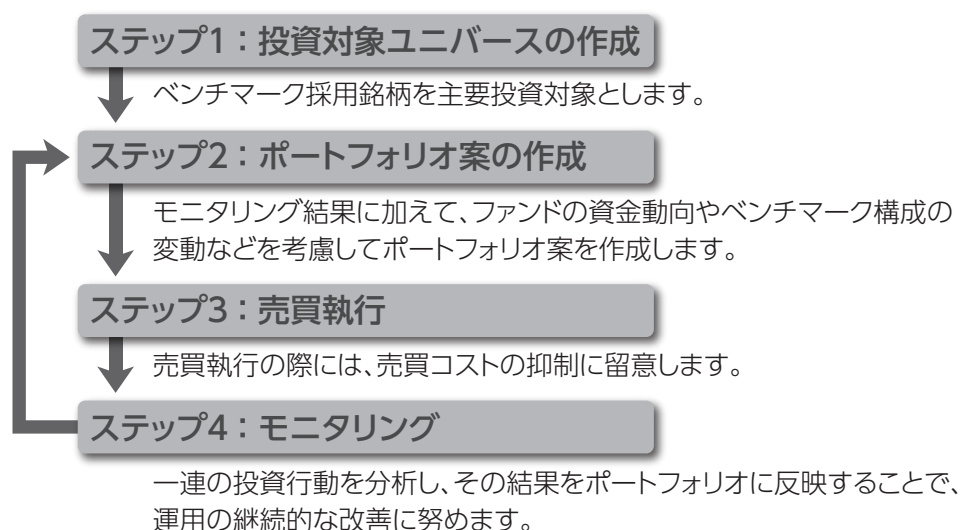 ステップ1：投資対象ユニバースの作成
ベンチマーク採用銘柄を主要投資対象とします。
ステップ2：ポートフォリオ案の作成
モニタリング結果に加えて、ファンドの資金動向やベンチマーク構成の
変動などを考慮してポートフォリオ案を作成します。
ステップ3：売買執行
売買執行の際には、売買コストの抑制に留意します。
ステップ4：モニタリング
一連の投資行動を分析し、その結果をポートフォリオに反映することで、
運用の継続的な改善に努めます。